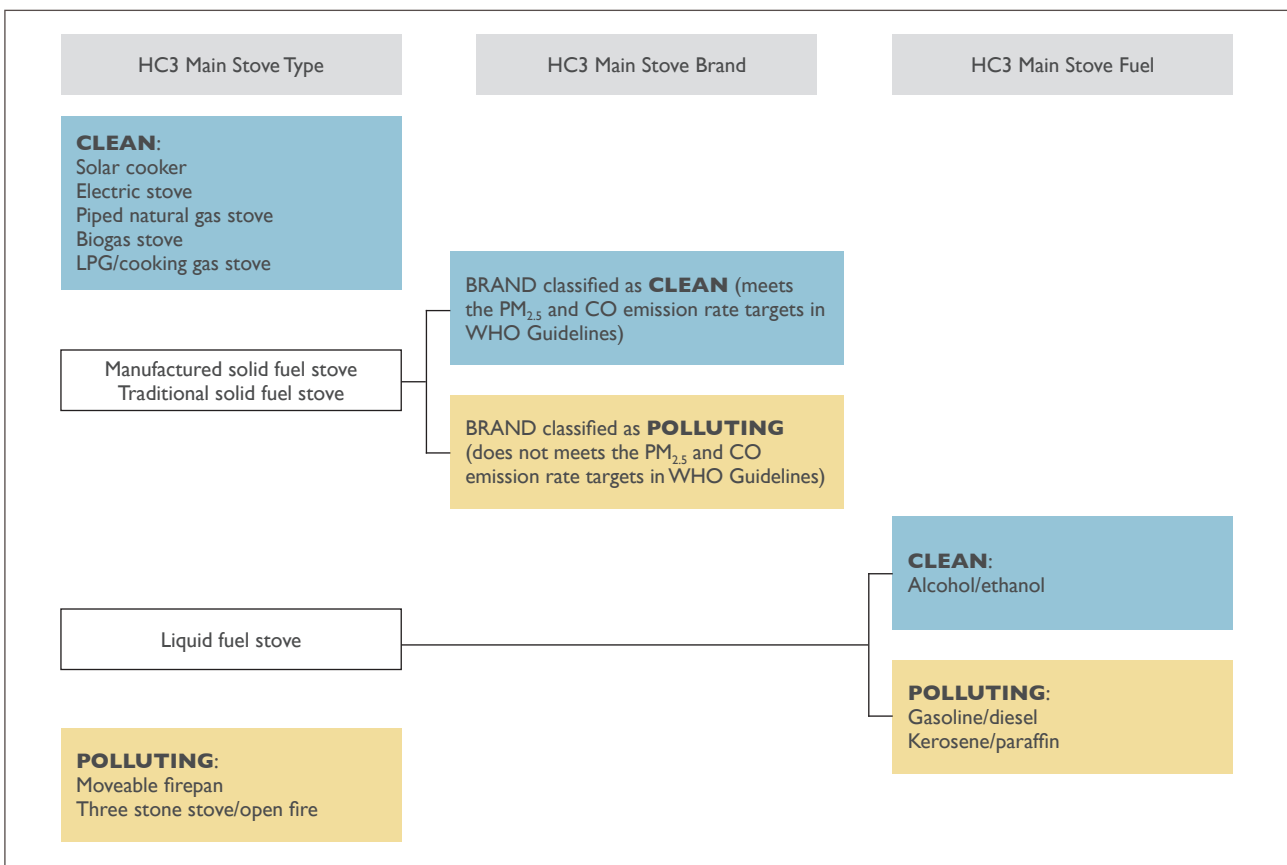 HC3 Main Stove Type
HC3 Main Stove Brand
HC3 Main Stove Fuel
CLEAN:
Solar cooker
Electric stove
Piped natural gas stove
Biogas stove
LPG/cooking gas stove
BRAND classified as CLEAN (meets
the PM2.5 and CO emission rate targets in
WHO Guidelines)
Manufactured solid fuel stove
Traditional solid fuel stove
BRAND classified as POLLUTING
(does not meets the PM2.5 and CO
emission rate targets in WHO Guidelines)
CLEAN:
Alcohol/ethanol
Liquid fuel stove
POLLUTING:
Gasoline/diesel
Kerosene/paraffin
POLLUTING:
Moveable firepan
Three stone stove/open fire